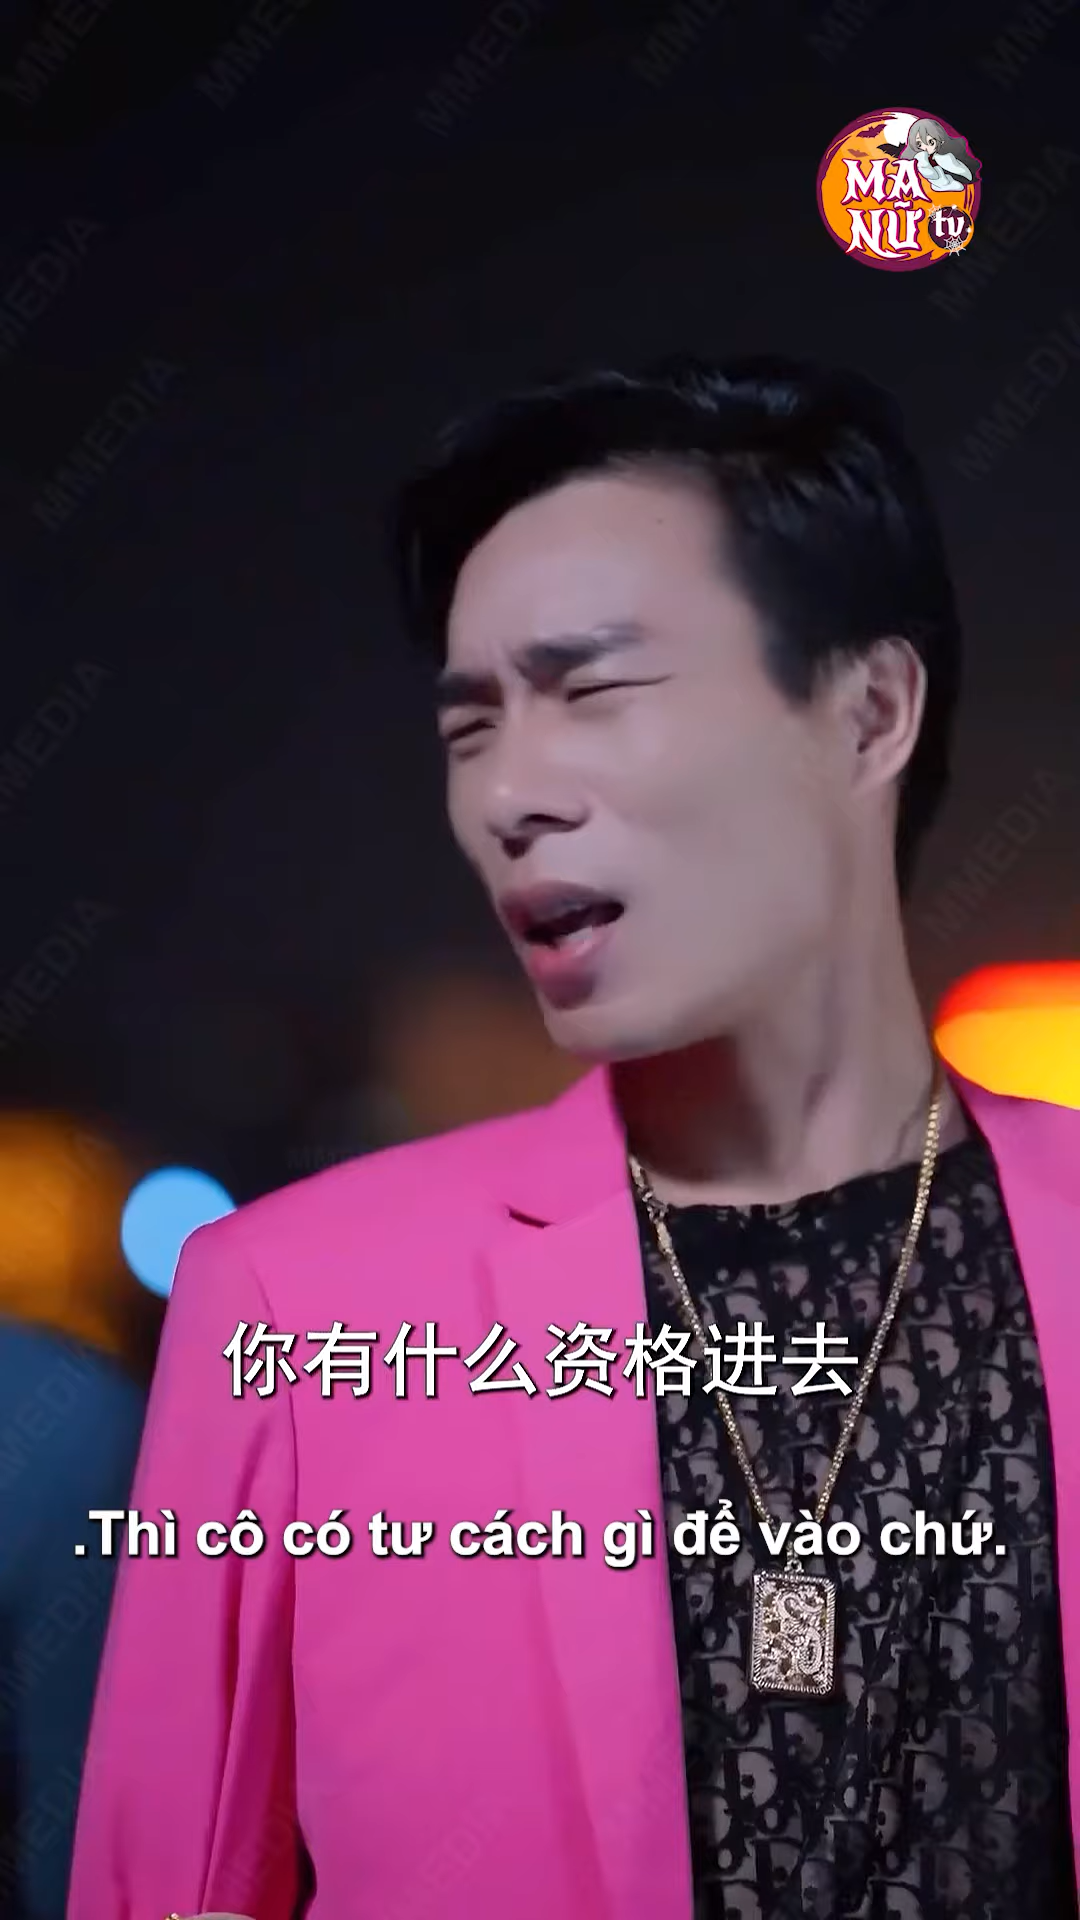 MA
NỮ tv
你有什么资格进去
.Thì cô có tư cách gì để vào chứ.
MMEDIA